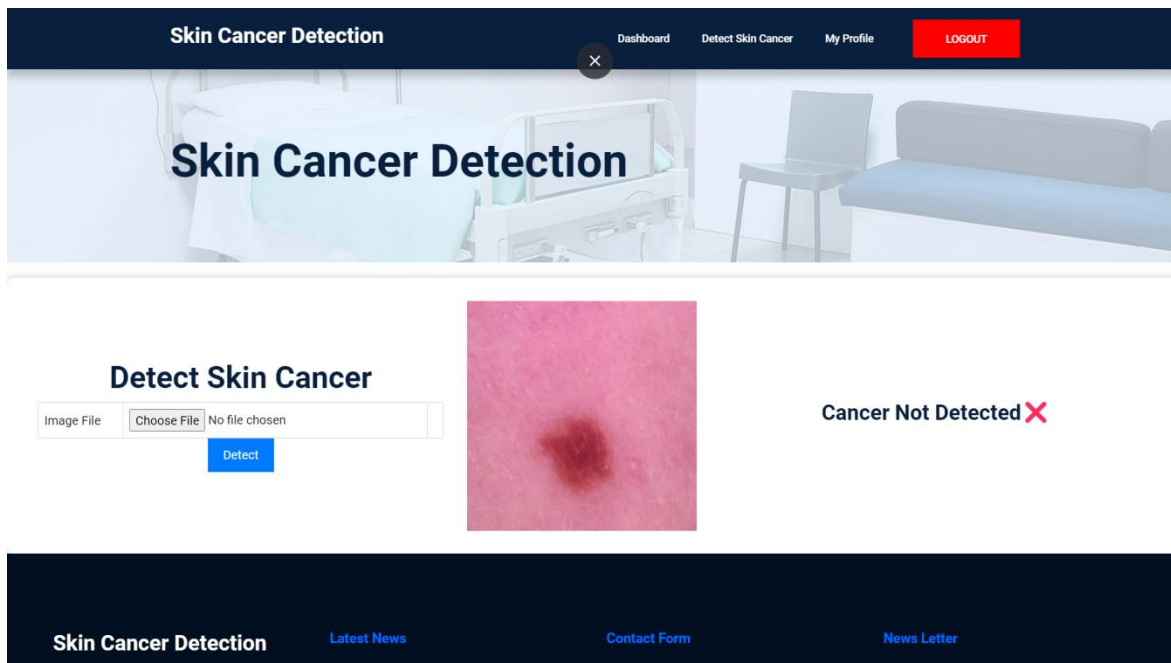 Skin Cancer Detection
Dashboard Detect Skin Cancer My Profile LOGOUT
Skin Cancer Detection
Detect Skin Cancer
Image File Choose File No file chosen
Detect
Cancer Not Detected ❌
Skin Cancer Detection Latest News Contact Form News Letter